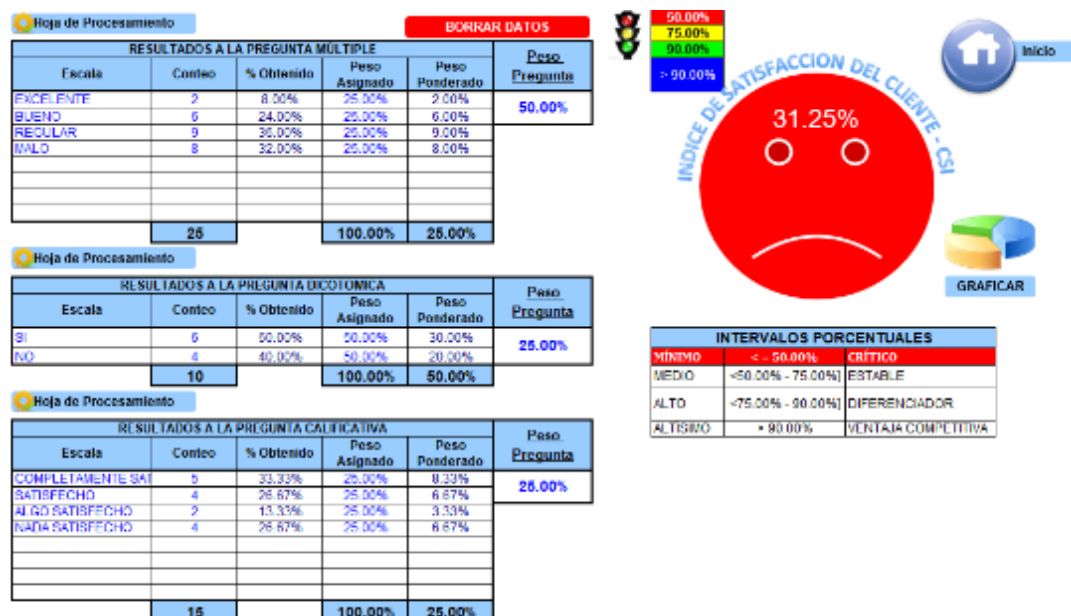 Hoja de Procesamiento
BORRAR DATOS
RESULTADOS A LA PREGUNTA MÚLTIPLE
Peso Pregunta
Escala Conteo % Obtenido Peso Asignado Peso Ponderado
EXCELENTE 2 8.00% 25.00% 2.00%
50.00%
BUENO 6 24.00% 25.00% 6.00%
REGULAR 9 36.00% 25.00% 9.00%
MALO 8 32.00% 25.00% 8.00%
25 100.00% 25.00%
Hoja de Procesamiento
RESULTADOS A LA PREGUNTA DICOTOMICA
Peso Pregunta
Escala Conteo % Obtenido Peso Asignado Peso Ponderado
SI 6 60.00% 50.00% 30.00%
25.00%
NO 4 40.00% 50.00% 20.00%
10 100.00% 50.00%
Hoja de Procesamiento
RESULTADOS A LA PREGUNTA CALIFICATIVA
Peso Pregunta
Escala Conteo % Obtenido Peso Asignado Peso Ponderado
COMPLETAMENTE SAT 5 33.33% 25.00% 8.33%
25.00%
SATISFECHO 4 26.67% 25.00% 6.67%
ALGO SATISFECHO 2 13.33% 25.00% 3.33%
NADA SATISFECHO 4 26.67% 25.00% 6.67%
15 100.00% 25.00%
50.00%
75.00%
90.00%
> 90.00%
INDICE DE SATISFACCION DEL CLIENTE - CSI
31.25%
Inicio
GRAFICAR
INTERVALOS PORCENTUALES
MÍNIMO < = 50.00% CRÍTICO
MEDIO <50.00% - 75.00%] ESTABLE
ALTO <75.00% - 90.00%] DIFERENCIADOR
ALTISIMO 90.00% VENTAJA COMPETITIVA